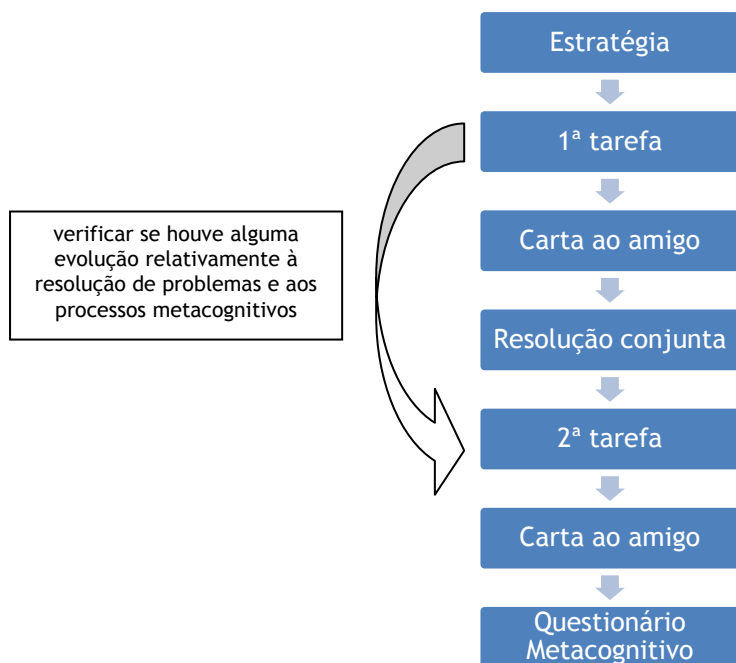 Estratégia
1ª tarefa
Carta ao amigo
Resolução conjunta
2ª tarefa
Carta ao amigo
Questionário
Metacognitivo
verificar se houve alguma
evolução relativamente à
resolução de problemas e aos
processos metacognitivos